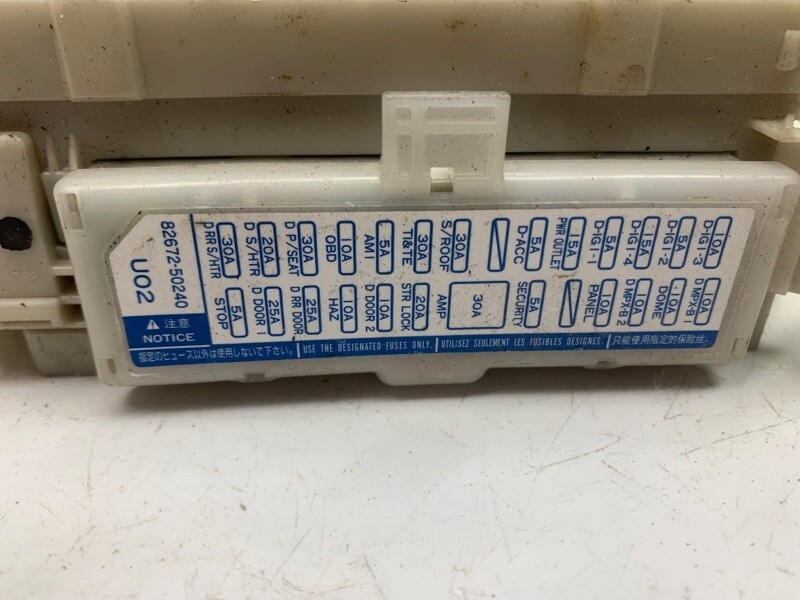 82672-50240
U02
D RR S/HTR
30A
D S/HTR
20A
D P/SEAT
30A
OBD
10A
AM1
5A
TI&TE
30A
S/ROOF
30A
D-ACC
5A
PWR OUTLET
15A
D-IG1-1
5A
D-IG1-4
15A
D-IG1-2
5A
D-IG1-3
10A
STOP
5A
D DOOR 1
25A
D RR DOOR
25A
HAZ
10A
D DOOR 2
10A
STR LOCK
20A
AMP
30A
SECURITY
5A
PANEL
10A
D MPX-B 2
10A
DOME
10A
D MPX-B 1
10A
注意
NOTICE
指定のヒューズ以外は使用しないで下さい。
USE THE DESIGNATED FUSES ONLY.
UTILISEZ SEULEMENT LES FUSIBLES DÉSIGNÉS.
只能使用指定的保险丝.